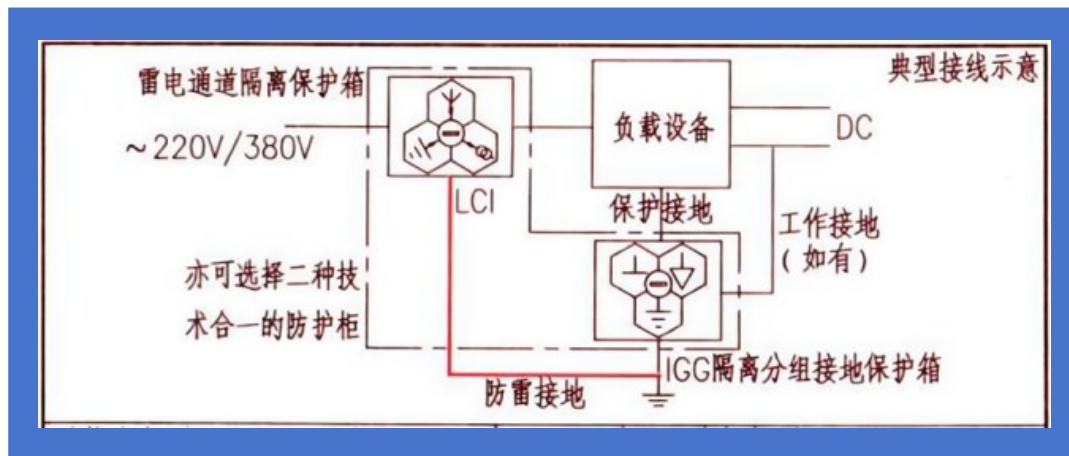 典型接线示意
雷电通道隔离保护箱
~220V/380V
LCI
负载设备
DC
保护接地
工作接地
(如有)
亦可选择二种技
术合一的防护柜
IGG隔离分组接地保护箱
防雷接地